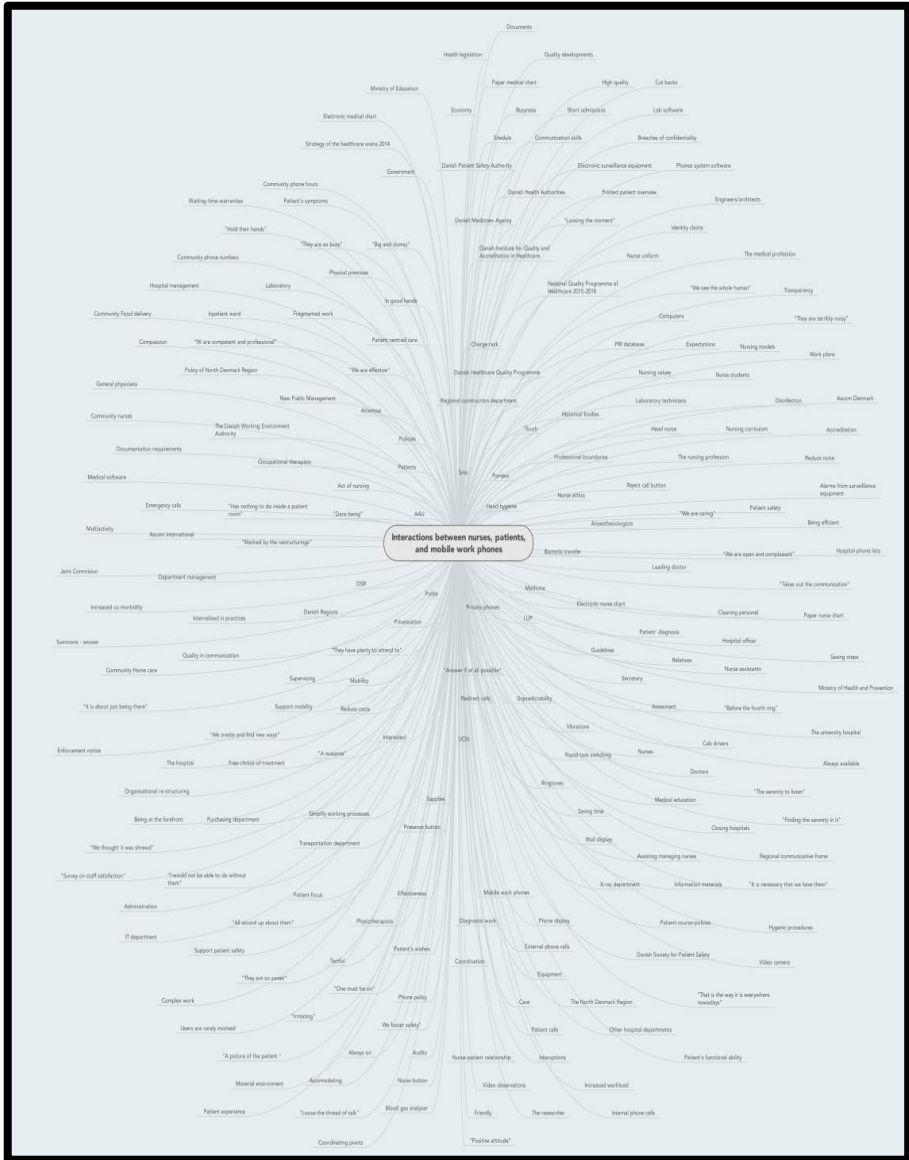 Documents
Health legislation
Quality developments
Ministry of Education
Paper medical chart
High quality
Cut backs
Electronic medical chart
Economy
Busyness
Short admissions
Lab software
Strategy of the healthcare arena 2014
Shedule
Communication skills
Breaches of confidentiality
Government
Danish Patient Safety Authority
Electronic surveillance equipment
Phones system software
Community phone hours
Danish Health Authorities
Printed patient overview
Waiting-time-warranties
Patient's symptoms
Engineers/architects
Danish Medicines Agency
"Loosing the moment"
"Hold their hands"
Identity claims
"They are so busy"
"Big and clumsy"
Danish Institute for Quality and
Accreditation in Healthcare
Nurse uniform
The medical profession
Community phone numbers
Physical premises
Hospital management
Laboratory
National Quality Programme of
Healthcare 2015-2018
"We see the whole human"
Transparency
In good hands
Community Food delivery
Inpatient ward
Fragmented work
Computers
"They are terribly noisy"
Compassion
"W are competent and professional"
Patient centred care
Charge rack
PRI database
Expectations
Nursing models
Work plans
Policy of North Denmark Region
"We are effective"
Danish Healthcare Quality Programme
Nursing values
Nurse students
General physicians
New Public Management
Regional construction department
Laboratory technicians
Disinfection
Ascom Denmark
Attentive
Historical bodies
Community nurses
The Danish Working Environment
Authority
Touch
Head nurse
Nursing curriculum
Accreditation
Policies
Documentation requirements
Occupational therapists
Patients
Professional boundaries
The nursing profession
Reduce noise
Medical software
Sms
Porters
Act of nursing
Reject call button
Alarms from surveillance
equipment
Nurse ethics
Emergency calls
"Has nothing to do inside a patient
room"
"Dare being"
AAU
Hand hygiene
"We are caring"
Patient safety
Multiactivity
Ascom International
"Marked by the restructurings"
Interactions between nurses, patients,
and mobile work phones
Anaesthesiologists
Being efficient
Bacteria transfer
"We are open and complaisant"
Hospital phone lists
Joint Commision
Department management
Leading doctor
OSR
Medicine
"Takes out the communication"
Polite
Increased co-morbidity
Internalised in practices
Danish Regions
Private phones
Electronic nurse chart
Cleaning personel
Paper nurse chart
Privatisation
LUP
Summons - answer
Patient' diagnosis
Hospital officer
Quality in communication
"They have plenty to attend to"
Guidelines
Relatives
Saving steps
Community Home care
"Answer if at all possible"
Nurse assistants
Supervising
Mobility
Secretary
Ministry of Health and Prevention
"It is about just being there"
Support mobility
Reduce costs
Redirect calls
Unpredictability
Assesment
"Before the fourth ring"
Vibrations
The university hospital
"We create and find new ways"
Interested
UCN
Enforcement notice
"A nuisance"
Rapid task switching
Nurses
Cab drivers
The hospital
Free-choice-of-treatment
Doctors
Always available
Organisational re-structuring
Ringtones
"The serenity to listen"
Supplies
Medical education
Being at the forefront
Purchasing department
Simplify working processes
Saving time
"Finding the serenity in it"
Presence button
Closing hospitals
"We thought it was shrewd"
Transportation department
Wall display
Assisting managing nurses
Regional communicative frame
"Survey on staff satisfaction"
"I would not be able to do without
them"
X-ray department
Information materials
"It is necessary that we have them"
Patient focus
Effectiveness
Mobile work phones
Administration
"All wound up about them"
Physiotherapists
Diagnostic work
Phone display
Patient course-policies
Hygenic procedures
IT department
Support patient safety
Patient's wishes
External phone calls
Tactful
Coordination
Danish Society for Patient Safety
Video camera
"They are so sweet"
Equipment
"One must be on"
Complex work
Phone policy
Care
The North Denmark Region
"That is the way it is everywhere
nowadays"
"Irritating"
Users are rarely involved
We foster safety"
Patient calls
Other hospital departments
"A picture of the patient "
Always on
Audits
Nurse-patient relationship
Interuptions
Patient's functional ability
Material environment
Accomodating
Nurse button
Video observations
Increased workload
Patient experience
"Loose the thread of talk"
Blood gas analyzer
Friendly
The researcher
Internal phone calls
Coordinating pivots
"Positive attitude"